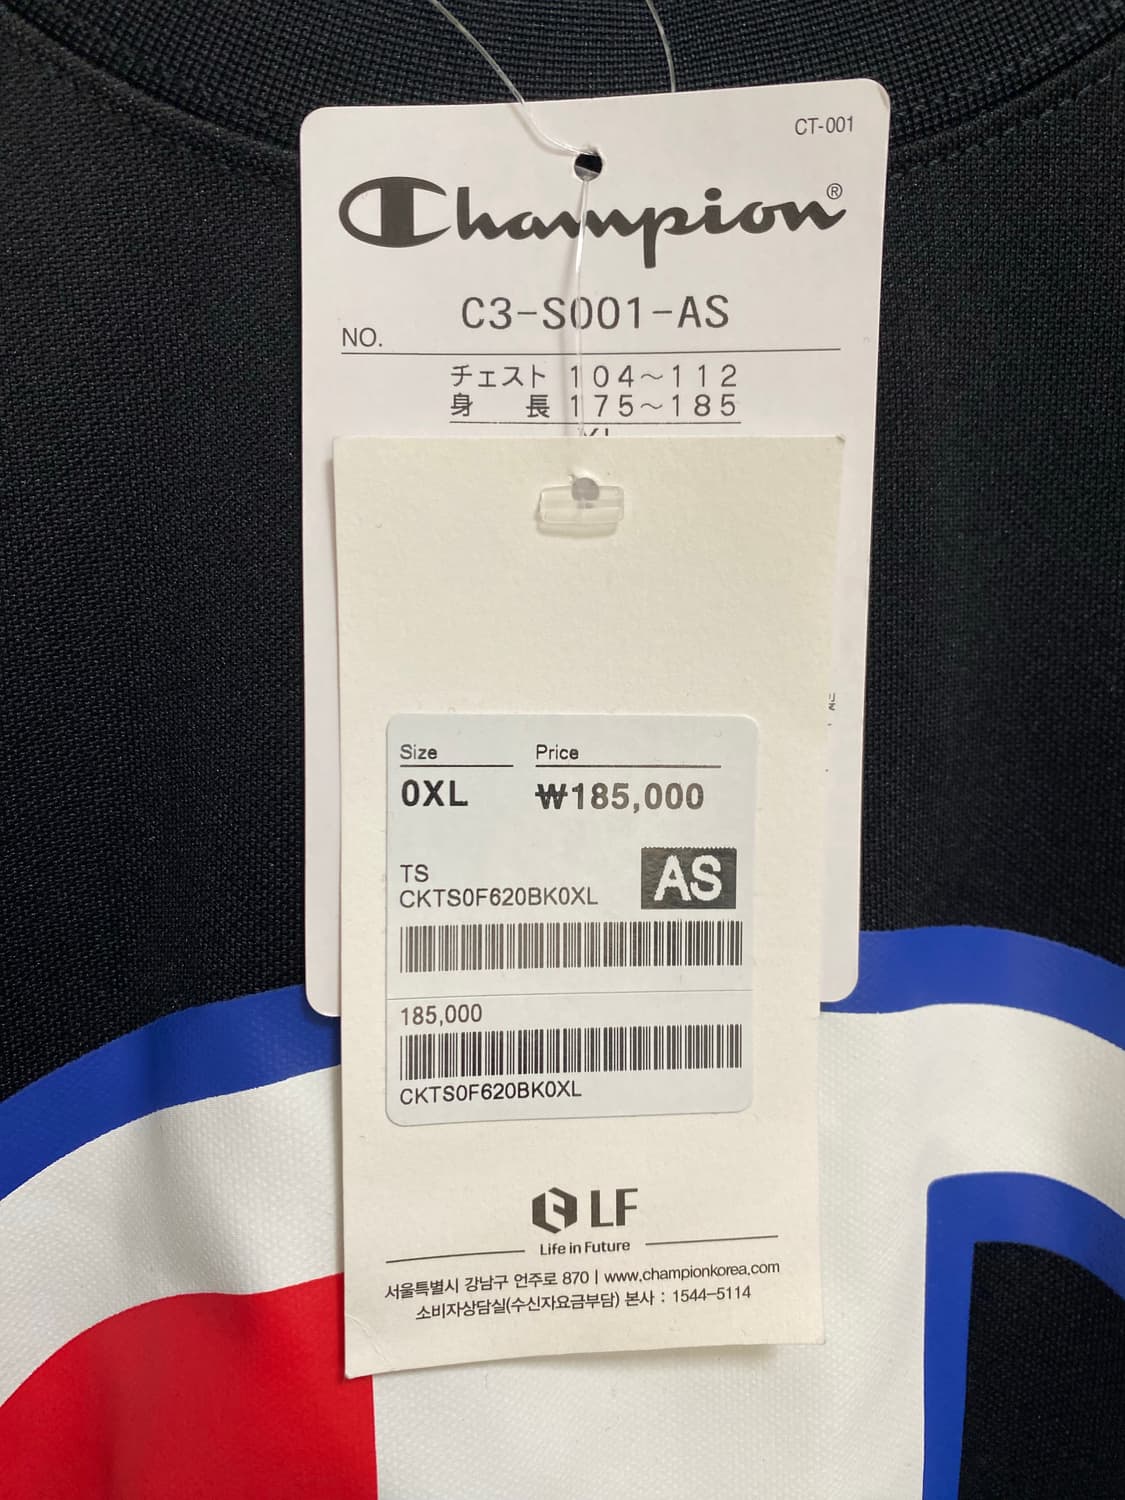 CT-001
Champion®
C3-S001-AS
NO.
チェスト 104~112
身 長 175~185
Size Price
0XL ₩185,000
TS
CKTS0F620BK0XL
AS
185,000
CKTS0F620BK0XL
LF
Life in Future
서울특별시 강남구 언주로 870 | www.championkorea.com
소비자상담실(수신자요금부담) 본사 : 1544-5114